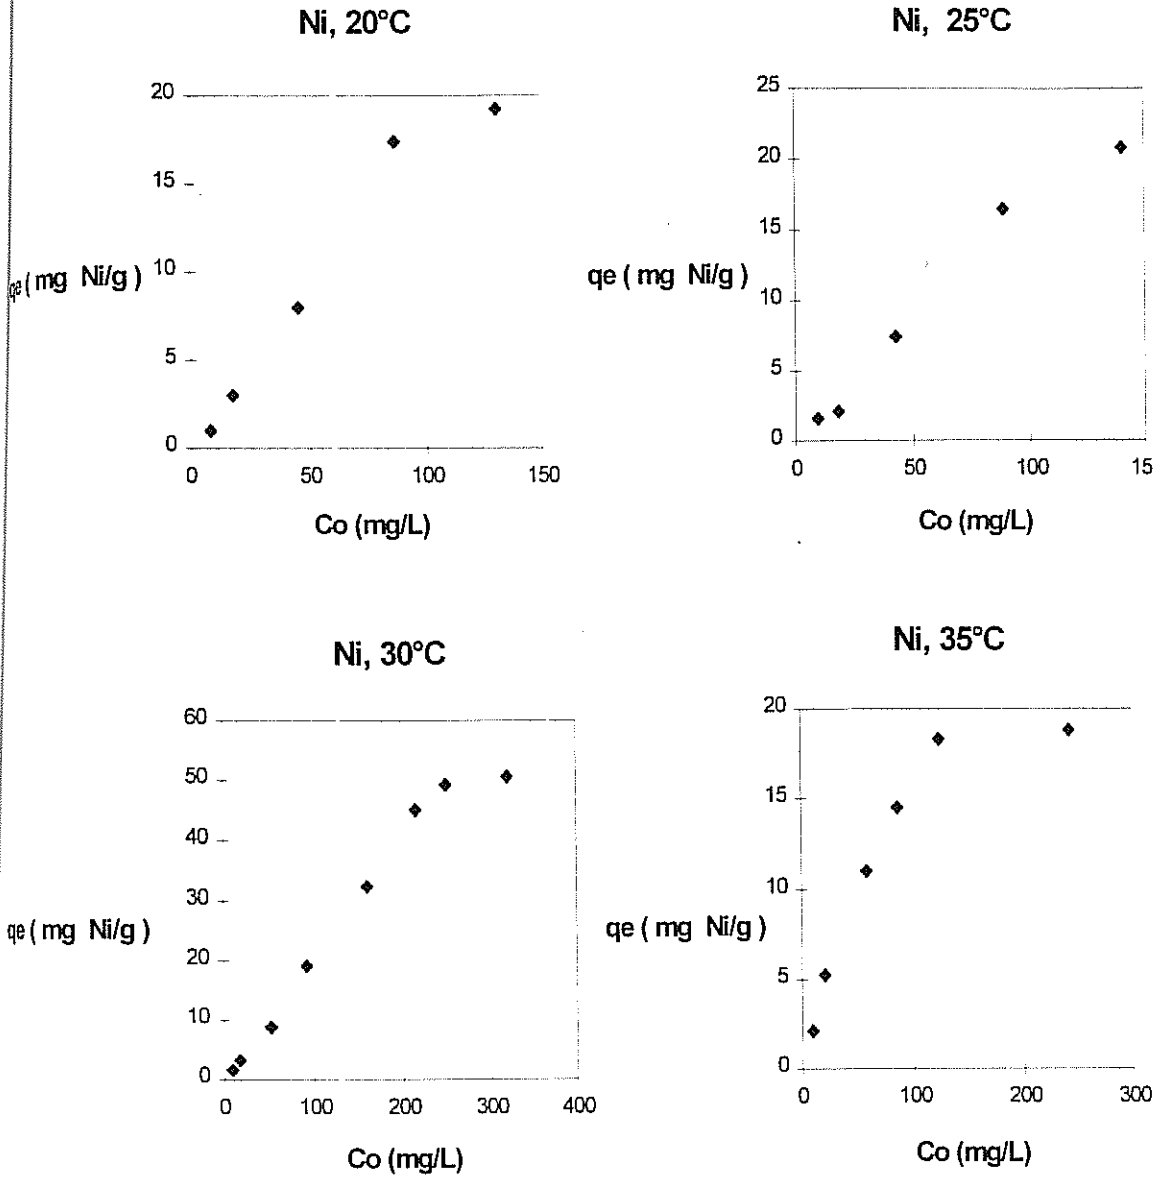 Ni, 20°C
20
15
qe ( mg Ni/g ) 10
5
0
0 50 100 150
Co (mg/L)
Ni, 25°C
25
20
15
qe ( mg Ni/g )
10
5
0
0 50 100 15
Co (mg/L)
Ni, 30°C
60
50
40
30
qe ( mg Ni/g )
20
10
0
0 100 200 300 400
Co (mg/L)
Ni, 35°C
20
15
10
qe ( mg Ni/g )
5
0
0 100 200 300
Co (mg/L)